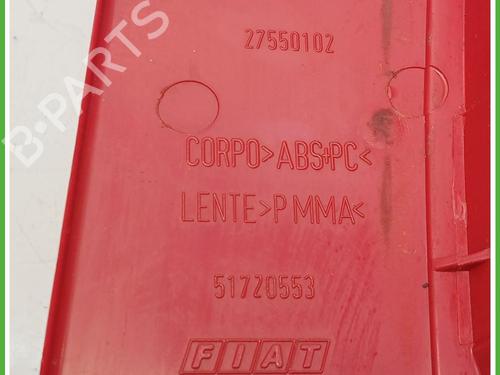 B-PARTS
27550102
CORPO>ABS+PC<
LENTE>PMMA<
51720553
FIAT